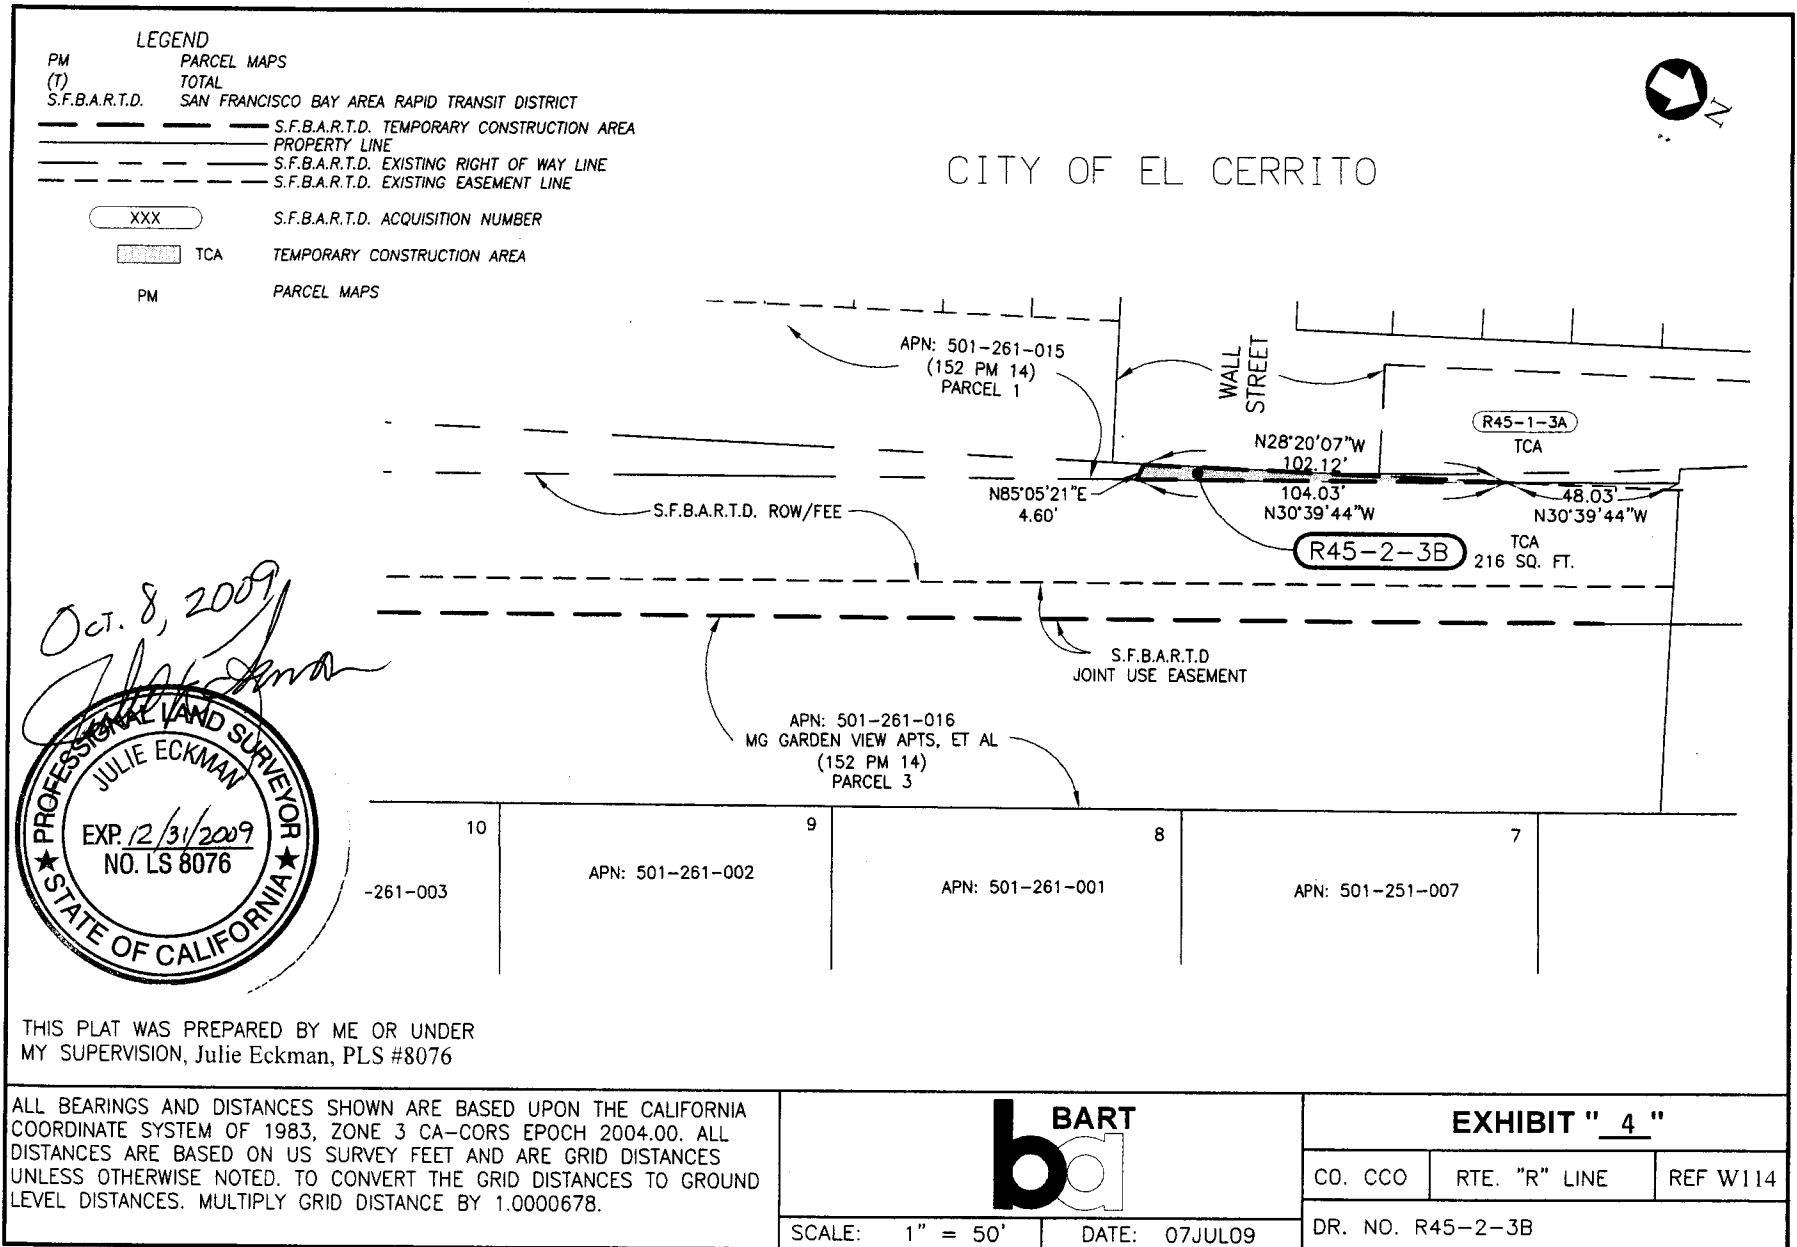 LEGEND
PM PARCEL MAPS
(T) TOTAL
S.F.B.A.R.T.D. SAN FRANCISCO BAY AREA RAPID TRANSIT DISTRICT
S.F.B.A.R.T.D. TEMPORARY CONSTRUCTION AREA
PROPERTY LINE
S.F.B.A.R.T.D. EXISTING RIGHT OF WAY LINE
S.F.B.A.R.T.D. EXISTING EASEMENT LINE
XXX S.F.B.A.R.T.D. ACQUISITION NUMBER
TCA TEMPORARY CONSTRUCTION AREA
PM PARCEL MAPS
N
CITY OF EL CERRITO
APN: 501-261-015
(152 PM 14)
PARCEL 1
WALL
STREET
R45-1-3A
TCA
N28°20'07"W
102.12'
N85°05'21"E
4.60'
104.03'
N30°39'44"W
48.03'
N30°39'44"W
S.F.B.A.R.T.D. ROW/FEE
R45-2-3B
TCA
216 SQ. FT.
S.F.B.A.R.T.D
JOINT USE EASEMENT
APN: 501-261-016
MG GARDEN VIEW APTS, ET AL
(152 PM 14)
PARCEL 3
10
9
8
7
-261-003
APN: 501-261-002
APN: 501-261-001
APN: 501-251-007
Oct. 8, 2009
PROFESSIONAL LAND SURVEYOR
JULIE ECKMAN
EXP. 12/31/2009
NO. LS 8076
STATE OF CALIFORNIA
THIS PLAT WAS PREPARED BY ME OR UNDER
MY SUPERVISION, Julie Eckman, PLS #8076
ALL BEARINGS AND DISTANCES SHOWN ARE BASED UPON THE CALIFORNIA
COORDINATE SYSTEM OF 1983, ZONE 3 CA-CORS EPOCH 2004.00. ALL
DISTANCES ARE BASED ON US SURVEY FEET AND ARE GRID DISTANCES
UNLESS OTHERWISE NOTED. TO CONVERT THE GRID DISTANCES TO GROUND
LEVEL DISTANCES. MULTIPLY GRID DISTANCE BY 1.0000678.
BART
ba
SCALE: 1" = 50'
DATE: 07JUL09
EXHIBIT " 4 "
CO. CCO
RTE. "R" LINE
REF W114
DR. NO. R45-2-3B